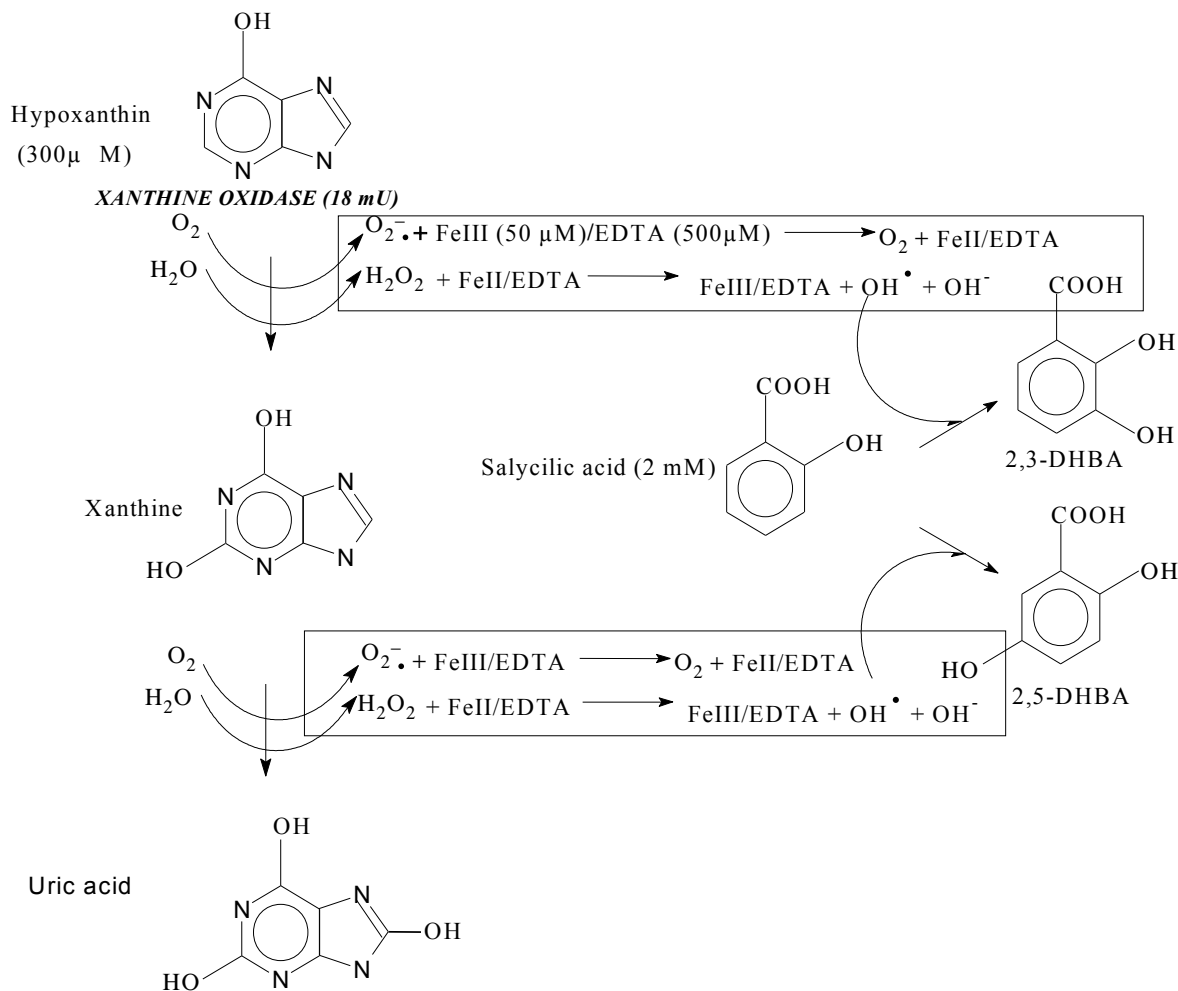 OH
N
N
N
N
Hypoxanthin
(300µ M)
XANTHINE OXIDASE (18 mU)
O₂
H₂O
O₂⁻• + FeIII (50 µM)/EDTA (500µM) → O₂ + FeII/EDTA
H₂O₂ + FeII/EDTA → FeIII/EDTA + OH• + OH⁻
COOH
OH
OH
2,3-DHBA
COOH
OH
Salycilic acid (2 mM)
OH
N
N
N
N
HO
Xanthine
COOH
OH
HO
2,5-DHBA
O₂
H₂O
O₂⁻• + FeIII/EDTA → O₂ + FeII/EDTA
H₂O₂ + FeII/EDTA → FeIII/EDTA + OH• + OH⁻
Uric acid
OH
N
N
OH
N
N
HO